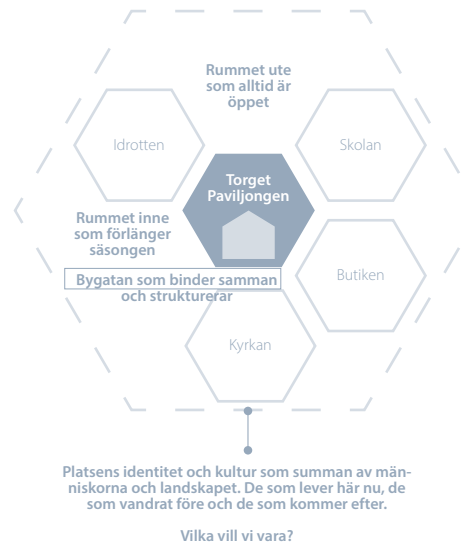 Rummet ute
som alltid är
öppet
Idrotten
Skolan
Torget
Paviljongen
Rummet inne
som förlänger
säsongen
Bygatan som binder samman
och strukturerar
Butiken
Kyrkan
Platsens identitet och kultur som summan av män-
niskorna och landskapet. De som lever här nu, de
som vandrat före och de som kommer efter.
Vilka vill vi vara?